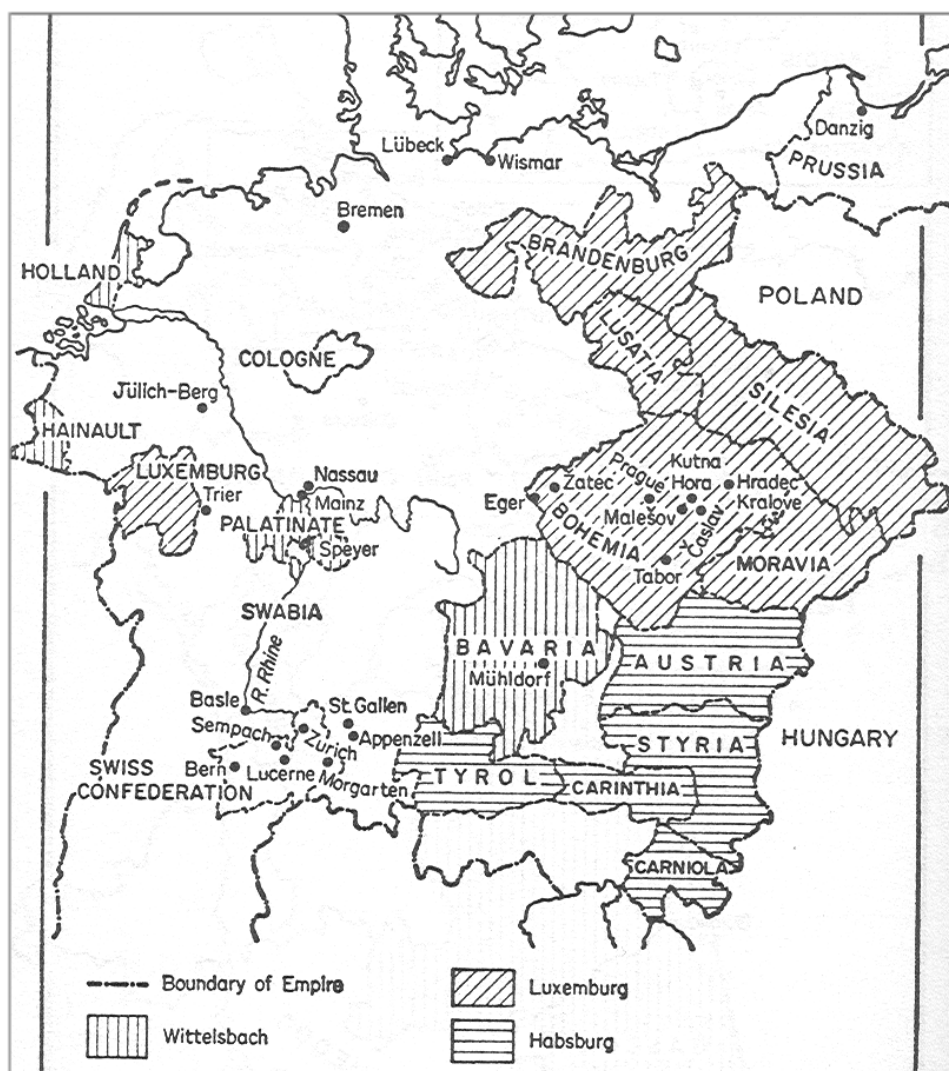 Danzig
Lübeck
Wismar
PRUSSIA
Bremen
BRANDENBURG
HOLLAND
POLAND
LUSATIA
COLOGNE
Jülich-Berg
SILESIA
HAINAULT
Kutna
LUXEMBURG
Nassau
Prague
Hora
Hradec
Zatec
Trier
Mainz
Eger
Kralove
Malešov
PALATINATE
Časlav
Speyer
BOHEMIA
MORAVIA
Tabor
SWABIA
BAVARIA
AUSTRIA
R. Rhine
Mühldorf
Basle
St. Gallen
Sempach
Zurich
Appenzell
STYRIA
HUNGARY
SWISS
CONFEDERATION
Bern
Lucerne
Morgarten
TYROL
CARINTHIA
CARNIOLA
Boundary of Empire
Luxemburg
Wittelsbach
Habsburg